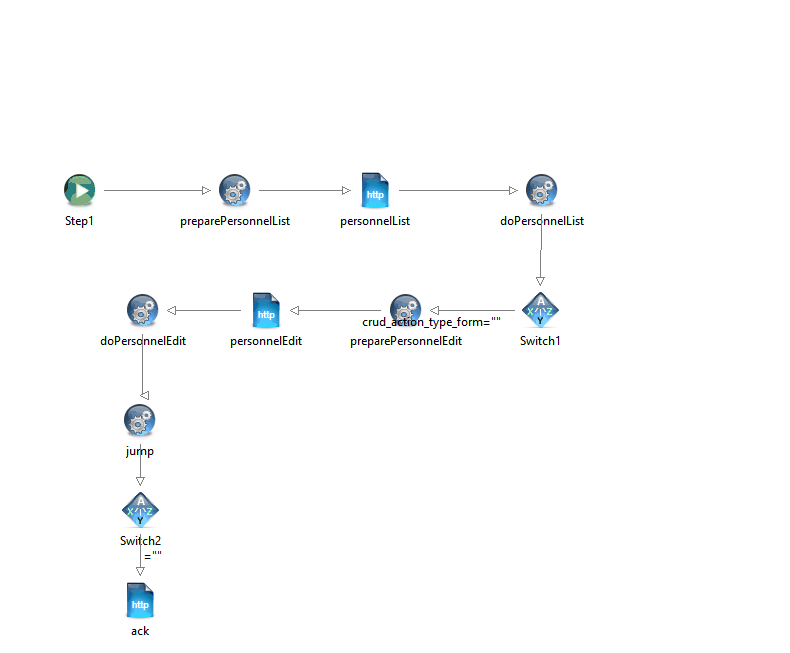 http
Step1
preparePersonnelList
personnelList
doPersonnelList
A
X Z
Y
http
crud_action_type_form=""
doPersonnelEdit
personnelEdit
preparePersonnelEdit
Switch1
jump
A
X Z
Y
Switch2
=""
http
ack